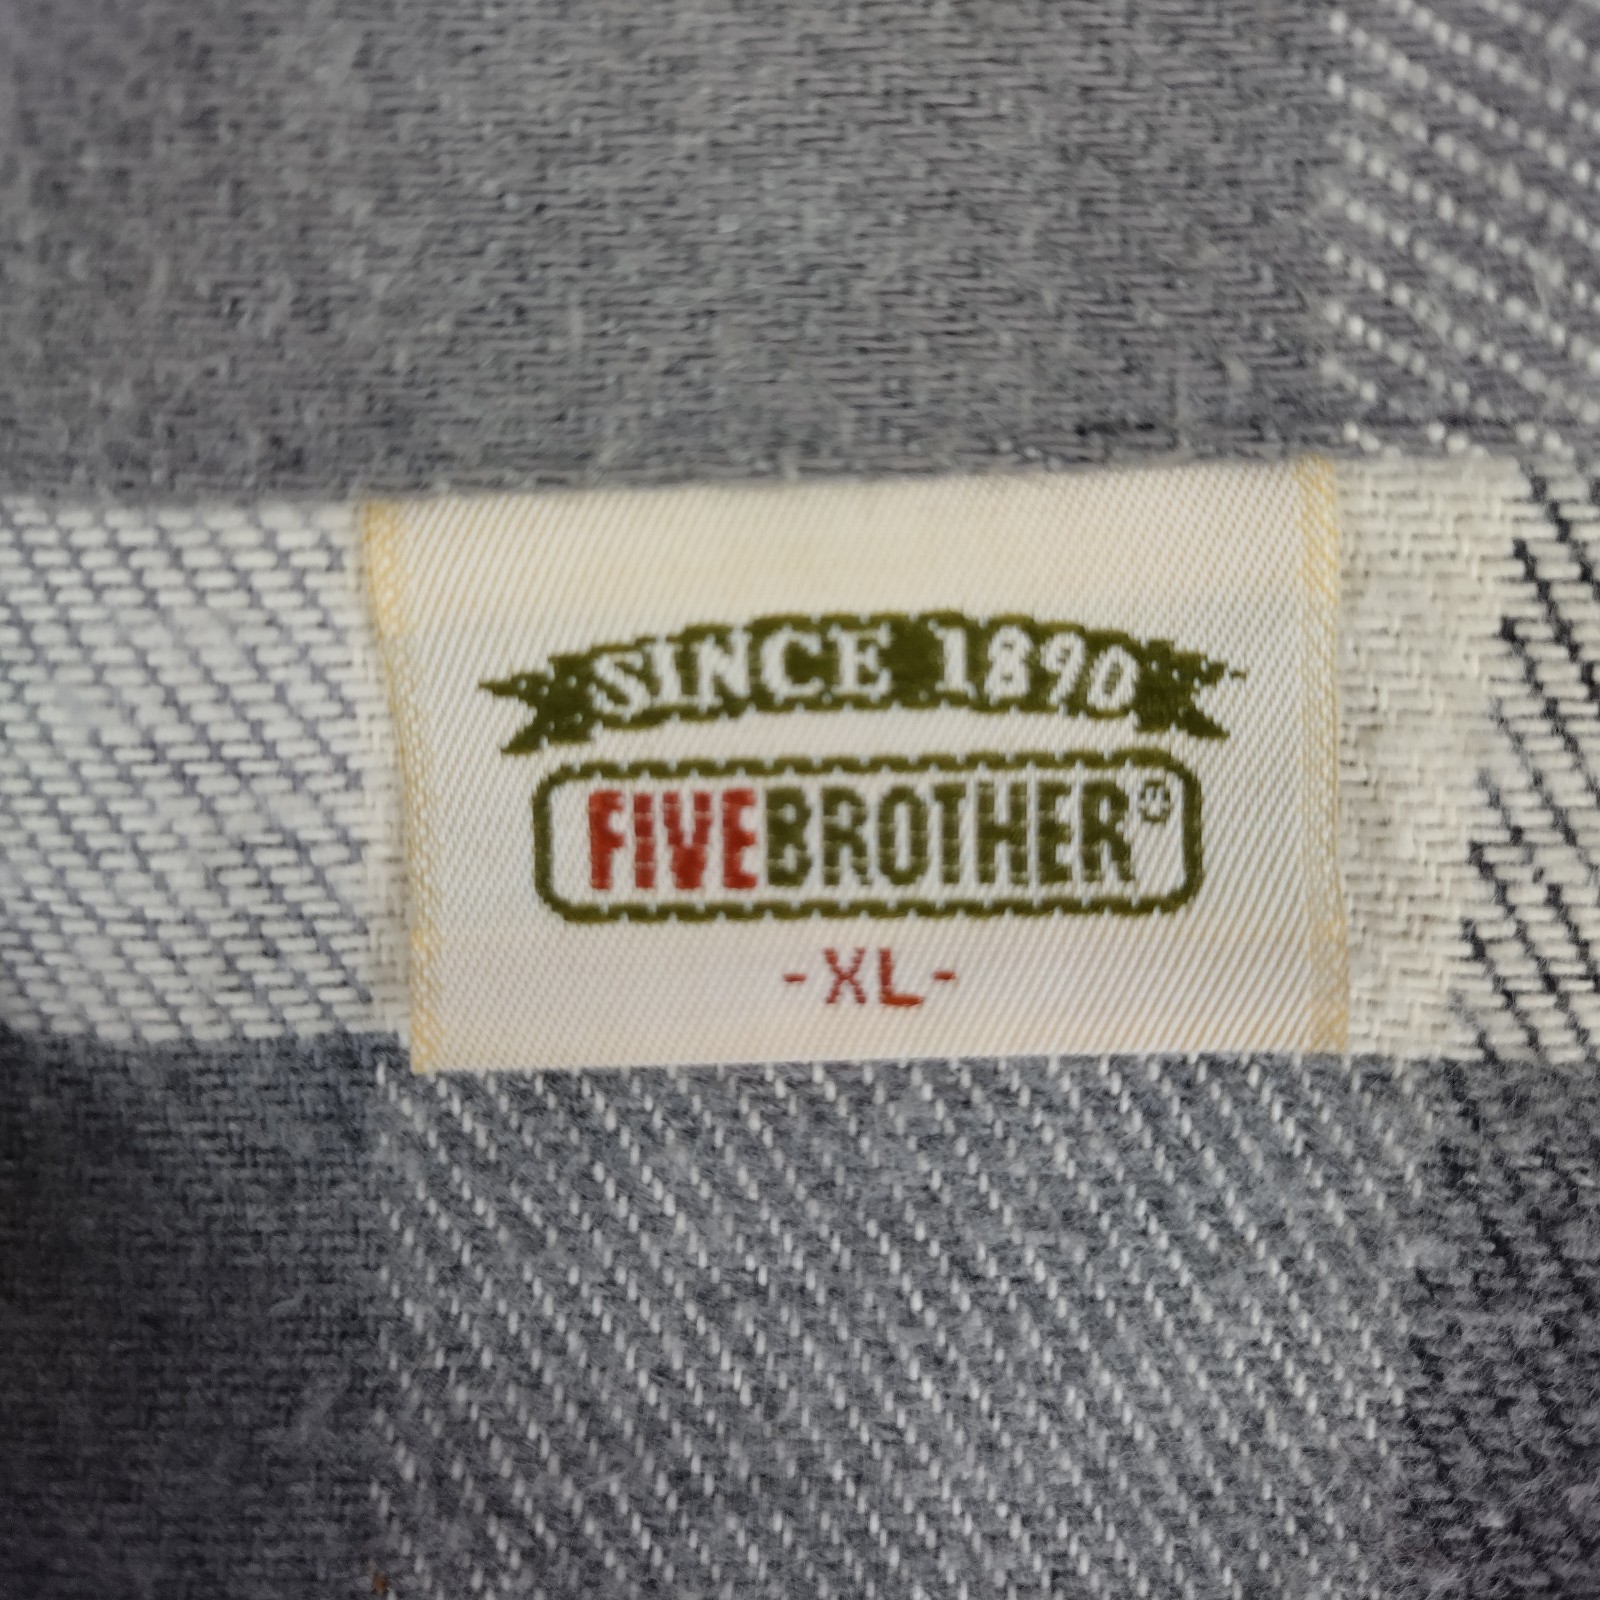 SINCE 1890
FIVEBROTHER®
-XL-